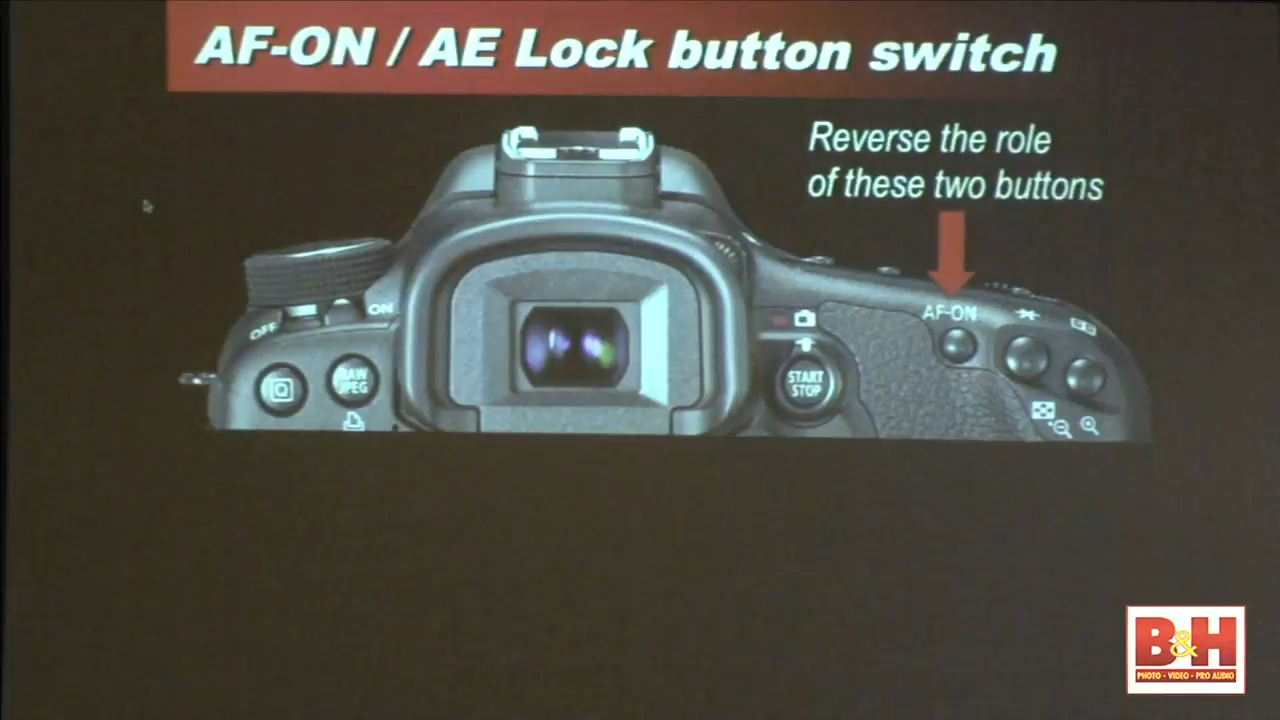 AF-ON / AE Lock button switch
Reverse the role
of these two buttons
AF-ON
ON
OFF
RAW
JPEG
Q
START
STOP
B&H
PHOTO - VIDEO - PRO AUDIO